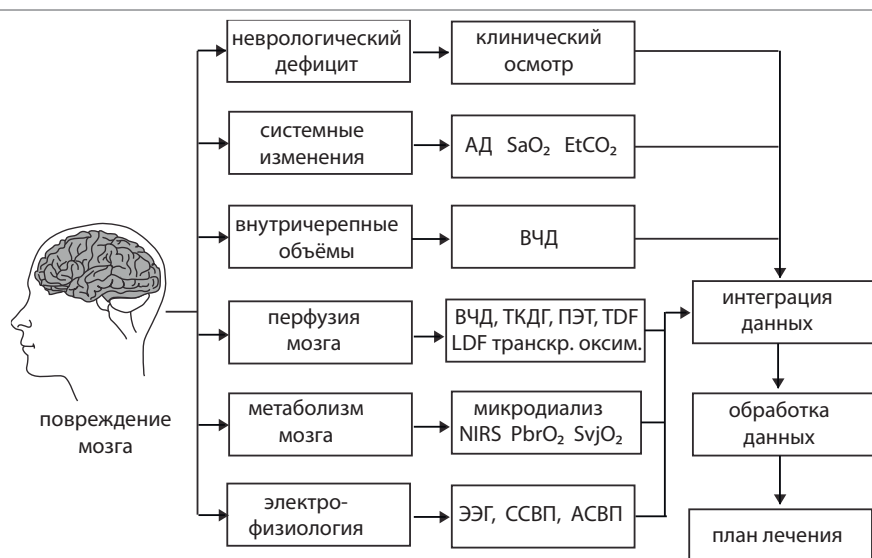 неврологический
дефицит
клинический
осмотр
системные
изменения
АД SaO₂ EtCO₂
внутричерепные
объёмы
ВЧД
перфузия
мозга
ВЧД, ТКДГ, ПЭТ, TDF
LDF транскр. оксим.
интеграция
данных
повреждение
мозга
метаболизм
мозга
микродиализ
NIRS PbrO₂ SvjO₂
обработка
данных
электро-
физиология
ЭЭГ, ССВП, АСВП
план лечения